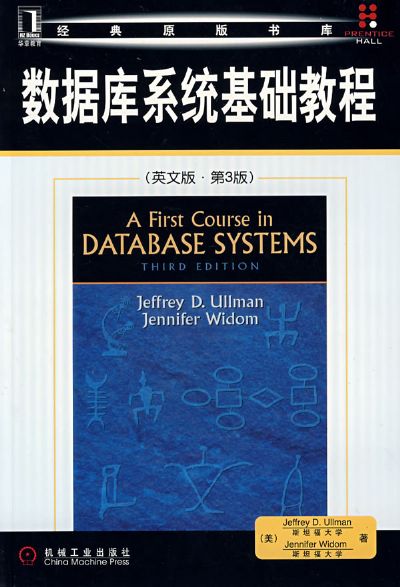 经典原版书库
HZ BOOKS
华章教育
PRENTICE
HALL
数据库系统基础教程
(英文版·第3版)
A First Course in
DATABASE SYSTEMS
THIRD EDITION
Jeffrey D. Ullman
Jennifer Widom
(美)
Jeffrey D. Ullman
斯坦福大学
Jennifer Widom
斯坦福大学
著
机械工业出版社
China Machine Press